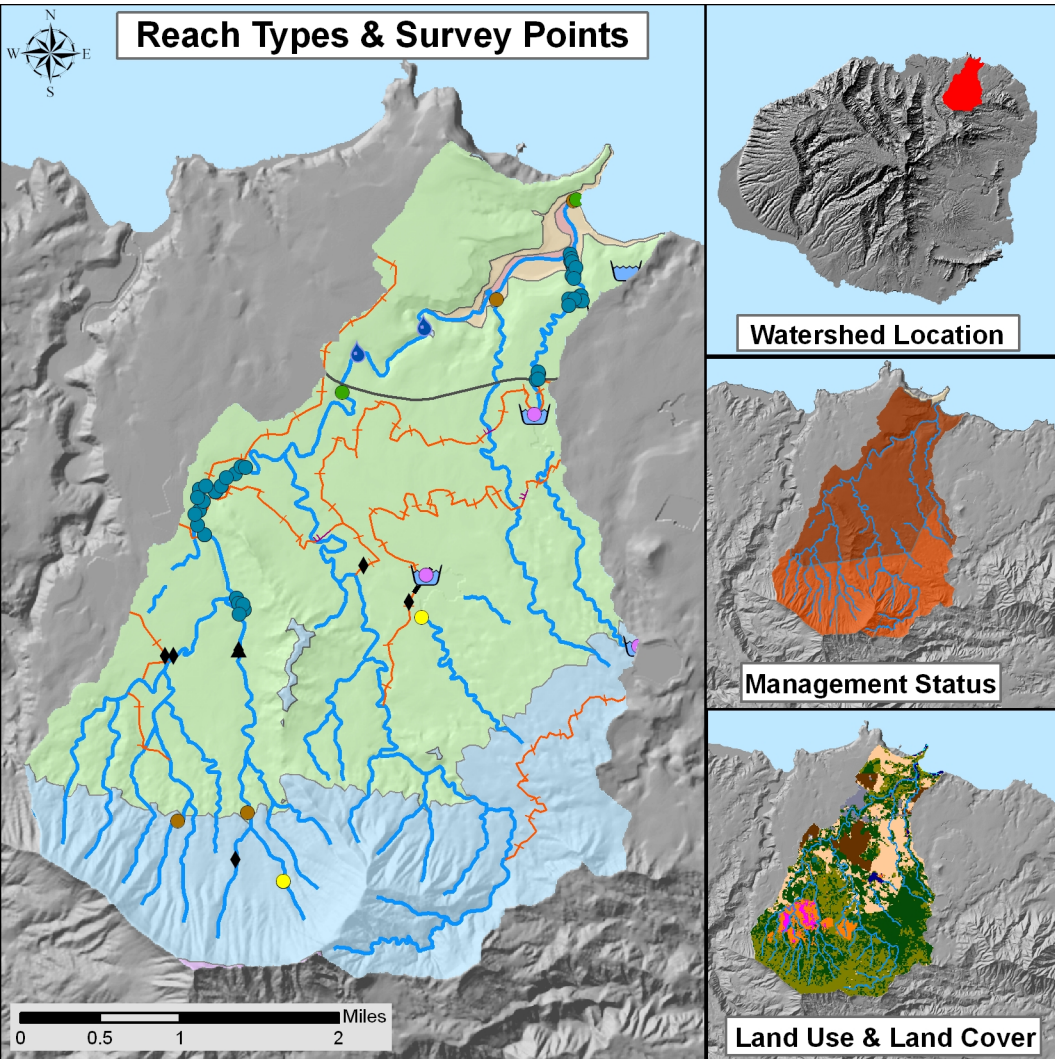 Reach Types & Survey Points
N
W E
S
Watershed Location
Management Status
Land Use & Land Cover
Miles
0 0.5 1 2